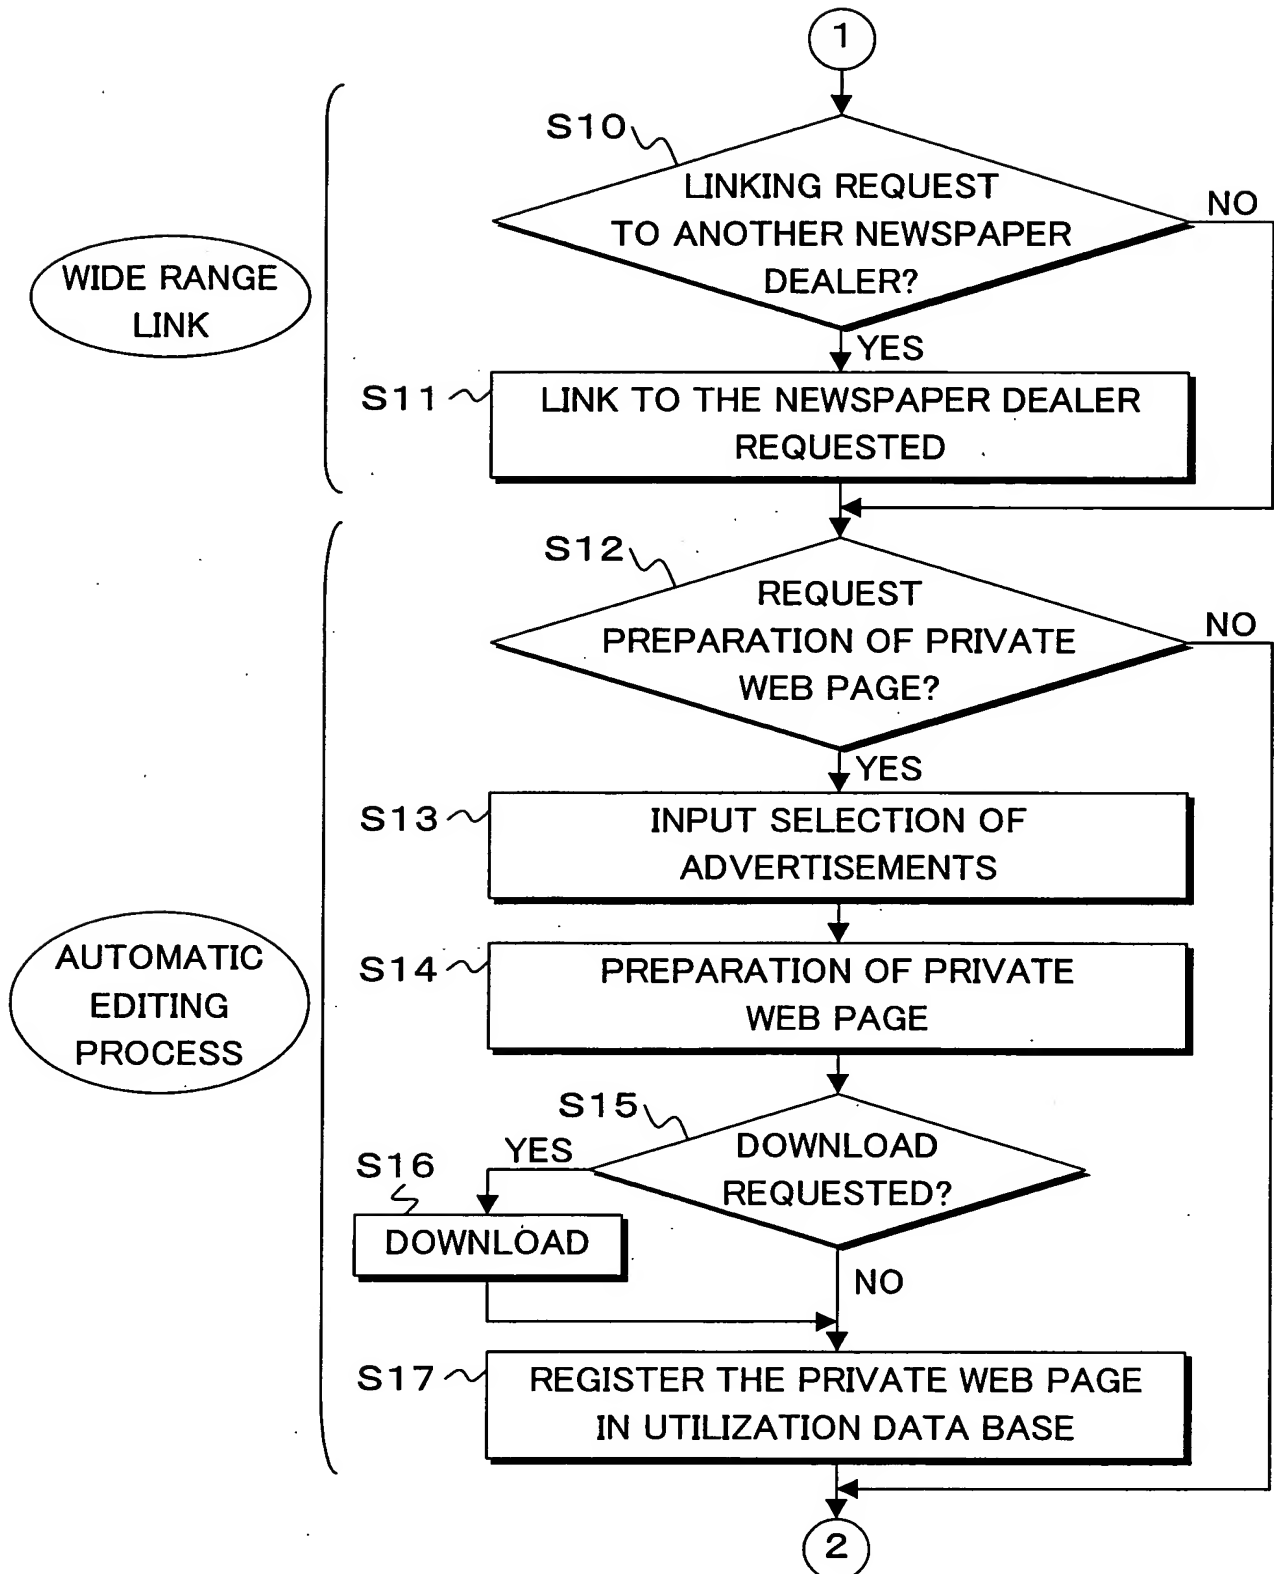 1
S10
LINKING REQUEST
TO ANOTHER NEWSPAPER
DEALER?
NO
WIDE RANGE
LINK
YES
S11
LINK TO THE NEWSPAPER DEALER
REQUESTED
S12
REQUEST
PREPARATION OF PRIVATE
WEB PAGE?
NO
YES
S13
INPUT SELECTION OF
ADVERTISEMENTS
AUTOMATIC
EDITING
PROCESS
S14
PREPARATION OF PRIVATE
WEB PAGE
S15
DOWNLOAD
REQUESTED?
YES
S16
DOWNLOAD
NO
S17
REGISTER THE PRIVATE WEB PAGE
IN UTILIZATION DATA BASE
2